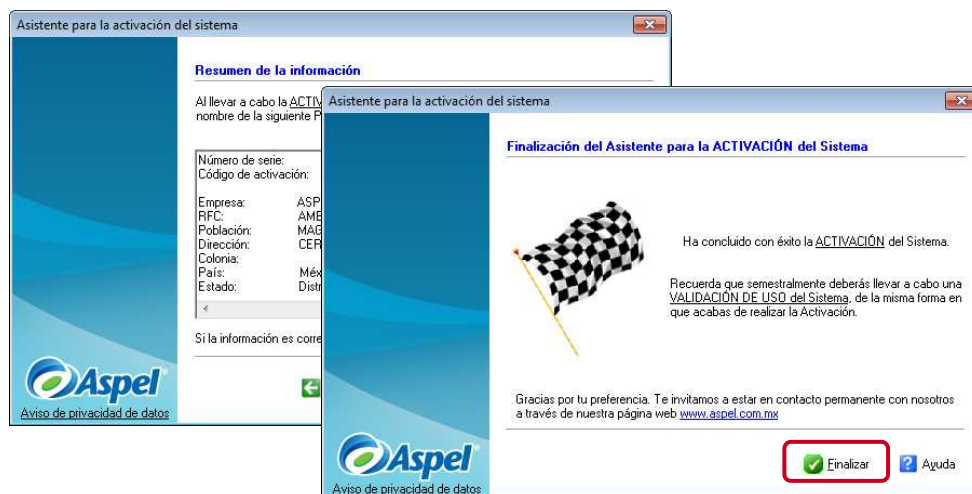 Asistente para la activación del sistema
Resumen de la información
Al llevar a cabo la
nombre de la siguiente
Número de serie:
Código de activación:
Empresa: ASP
RFC: AMB
Población: MAG
Dirección: CER
Colonia:
País: Méx
Estado: Distr
Si la información es
Aspel
Aviso de privacidad de datos
Asistente para la activación del sistema
Finalización del Asistente para la ACTIVACIÓN del Sistema
Ha concluido con éxito la ACTIVACIÓN del Sistema.
Recuerda que semestralmente deberás llevar a cabo una
VALIDACIÓN DE USO del Sistema, de la misma forma en
que acabas de realizar la Activación.
Gracias por tu preferencia. Te invitamos a estar en contacto permanente con nosotros
a través de nuestra página web www.aspel.com.mx
Finalizar
Ayuda
Aspel
Aviso de privacidad de datos